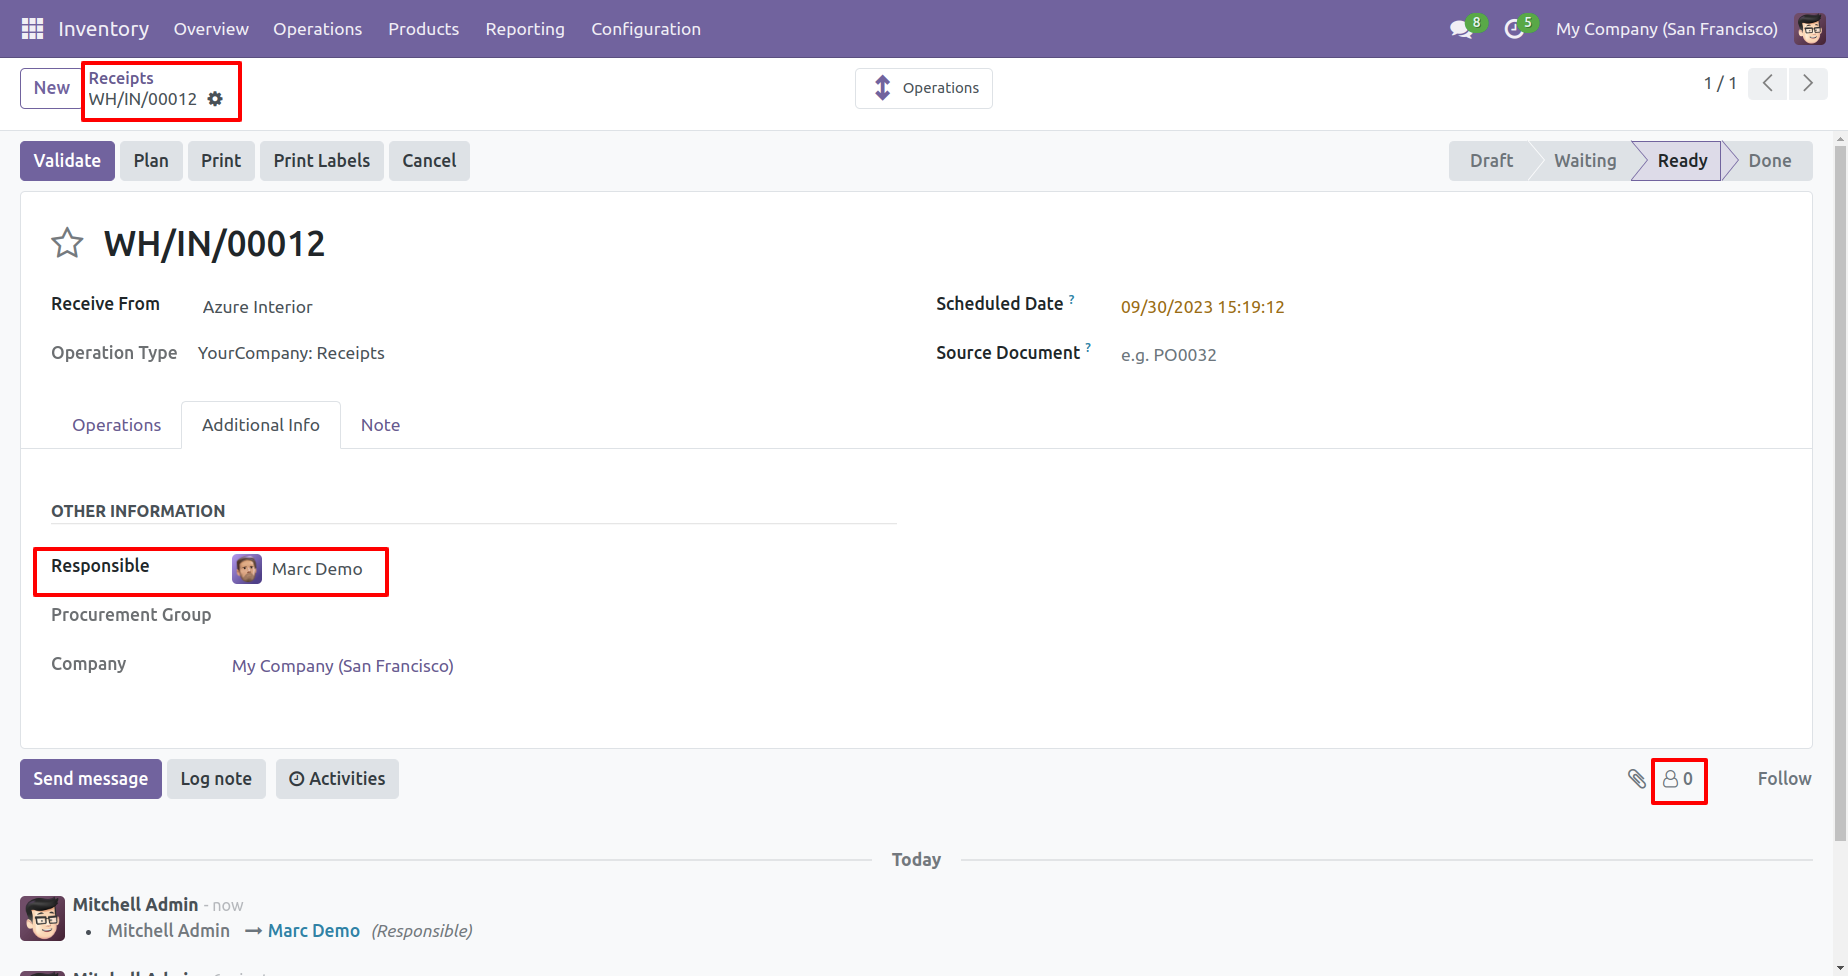 Inventory Overview Operations Products Reporting Configuration 8 5 My Company (San Francisco)
New Receipts
WH/IN/00012
Operations
1 / 1
Validate Plan Print Print Labels Cancel Draft Waiting Ready Done
WH/IN/00012
Receive From Azure Interior Scheduled Date ? 09/30/2023 15:19:12
Operation Type YourCompany: Receipts Source Document ? e.g. PO0032
Operations Additional Info Note
OTHER INFORMATION
Responsible Marc Demo
Procurement Group
Company My Company (San Francisco)
Send message Log note Activities 0 Follow
Today
Mitchell Admin - now
• Mitchell Admin → Marc Demo (Responsible)